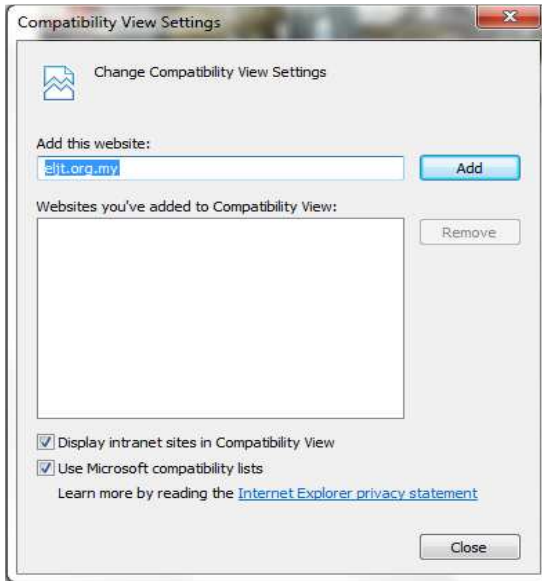 Compatibility View Settings
Change Compatibility View Settings
Add this website:
eljt.org.my
Add
Websites you've added to Compatibility View:
Remove
Display intranet sites in Compatibility View
Use Microsoft compatibility lists
Learn more by reading the Internet Explorer privacy statement
Close